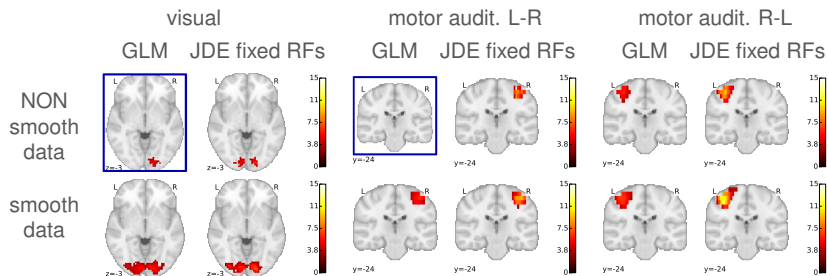 visual motor audit. L-R motor audit. R-L
GLM JDE fixed RFs GLM JDE fixed RFs GLM JDE fixed RFs
NON
smooth
data
L R L R 15 11 7.5 3.8 0
z=-3 z=-3
L R 15 11 7.5 3.8 0
y=-24 y=-24
L R L R 15 11 7.5 3.8 0
y=-24 y=-24
smooth
data
L R L R 15 11 7.5 3.8 0
z=-3 z=-3
L R L R 15 11 7.5 3.8 0
y=-24 y=-24
L R L R 15 11 7.5 3.8 0
y=-24 y=-24